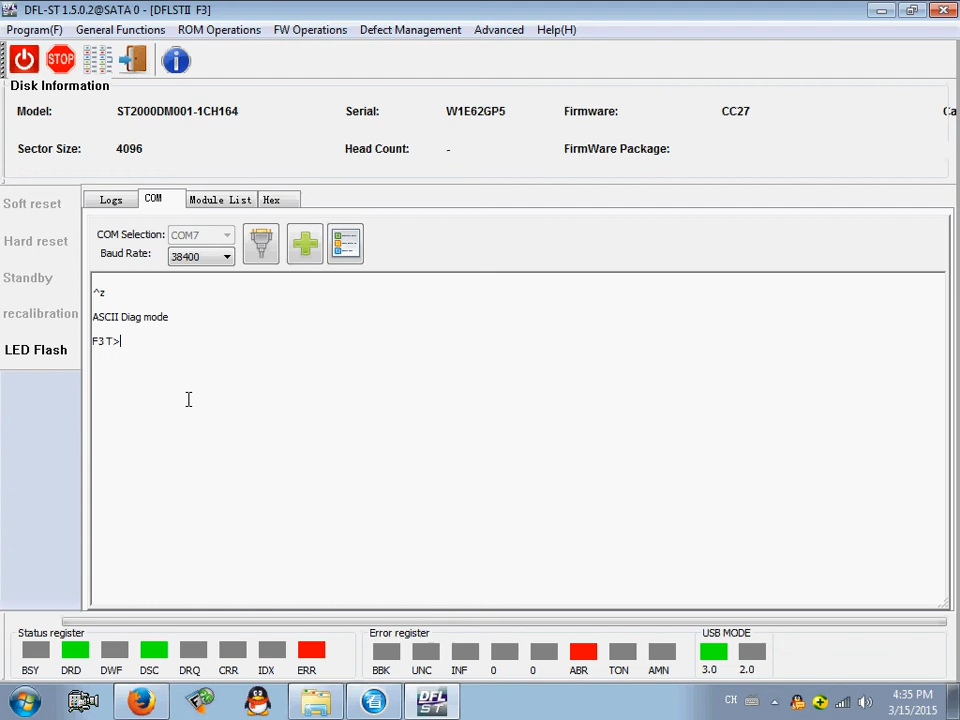 DFL-ST 1.5.0.2@SATA 0 - [DFLSTII F3]
Program(F) General Functions ROM Operations FW Operations Defect Management Advanced Help(H)
STOP
Disk Information
Model: ST2000DM001-1CH164 Serial: W1E62GP5 Firmware: CC27 Ca
Sector Size: 4096 Head Count: - FirmWare Package:
Soft reset
Hard reset
Standby
recalibration
LED Flash
Logs COM Module List Hex
COM Selection: COM7
Baud Rate: 38400
^z
ASCII Diag mode
F3 T>
Status register Error register USB MODE
BSY DRD DWF DSC DRQ CRR IDX ERR BBK UNC INF 0 0 ABR TON AMN 3.0 2.0
DFL
ST
CH
4:35 PM
3/15/2015